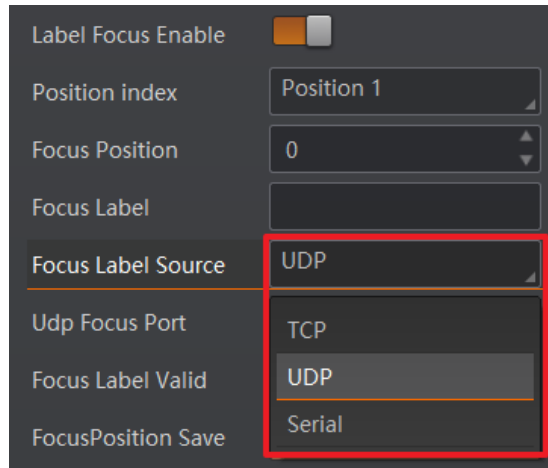 Label Focus Enable
Position index Position 1
Focus Position 0
Focus Label
Focus Label Source UDP
Udp Focus Port TCP
Focus Label Valid UDP
FocusPosition Save Serial